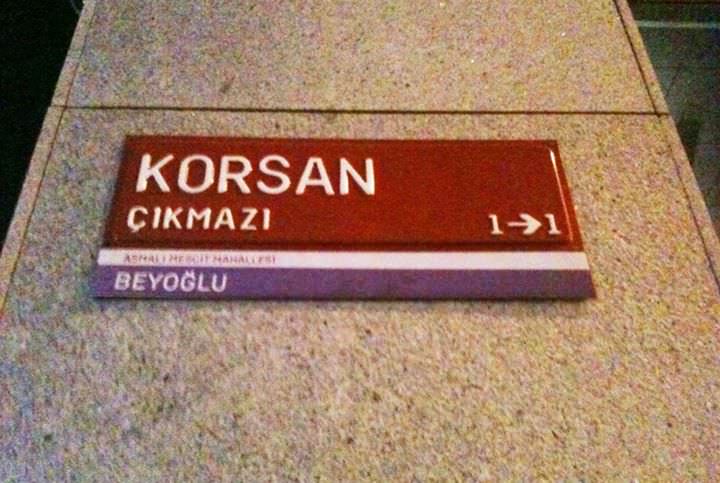 KORSAN
ÇIKMAZI
1→1
ASMALI MESCİT MAHALLESİ
BEYOĞLU